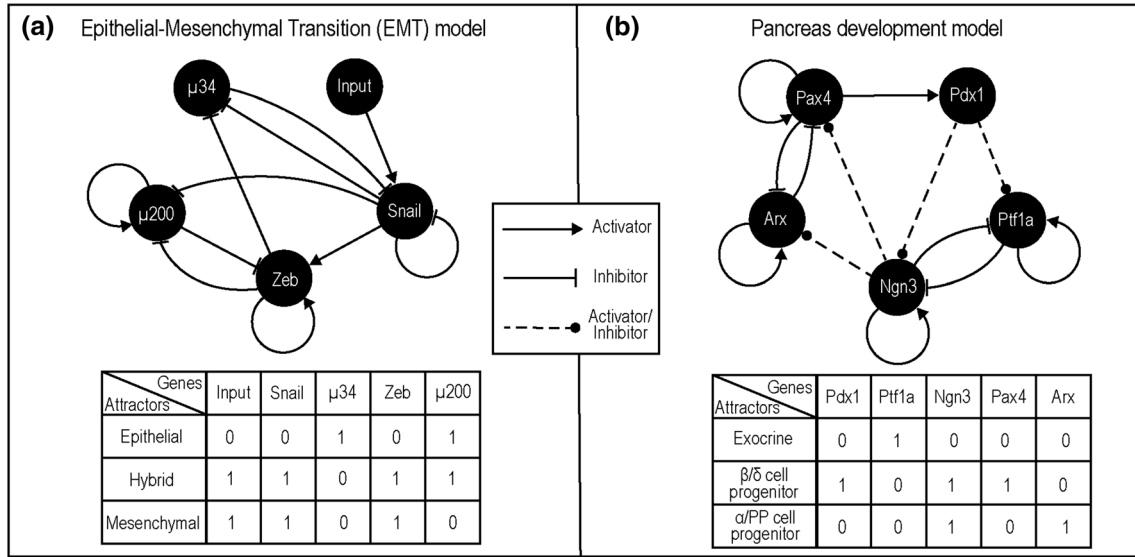 (a) Epithelial-Mesenchymal Transition (EMT) model
μ34
Input
μ200
Snail
Zeb
Genes
Attractors
Input Snail μ34 Zeb μ200
Epithelial 0 0 1 0 1
Hybrid 1 1 0 1 1
Mesenchymal 1 1 0 1 0
Activator
Inhibitor
Activator/
Inhibitor
(b) Pancreas development model
Pax4
Pdx1
Arx
Ptf1a
Ngn3
Genes
Attractors
Pdx1 Ptf1a Ngn3 Pax4 Arx
Exocrine 0 1 0 0 0
β/δ cell
progenitor 1 0 1 1 0
α/PP cell
progenitor 0 0 1 0 1